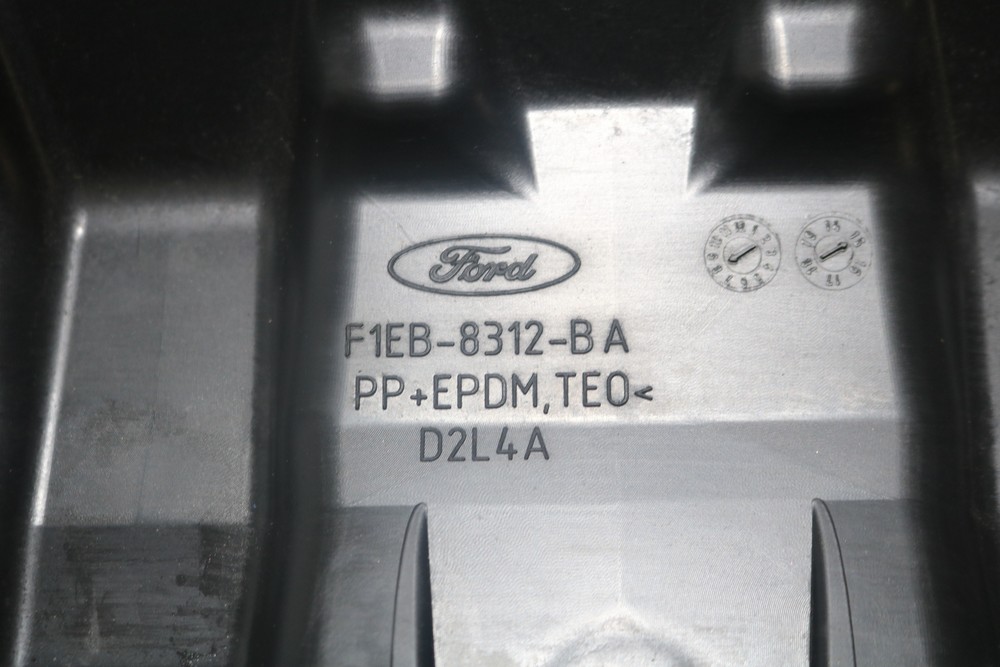 Ford
F1EB-8312-BA
PP+EPDM,TEO<
D2L4A